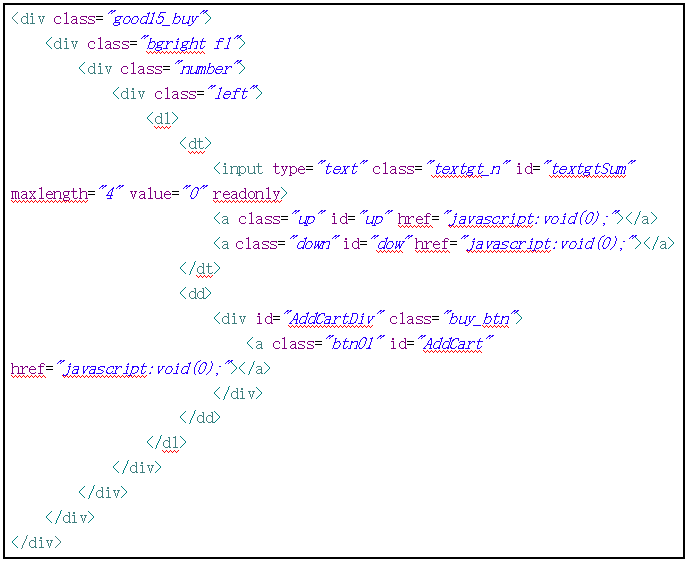 <div class="good15_buy">
<div class="bgright f1">
<div class="number">
<div class="left">
<dl>
<dt>
<input type="text" class="textgt_n" id="textgtSum"
maxlength="4" value="0" readonly>
<a class="up" id="up" href="javascript:void(0);"></a>
<a class="down" id="dow" href="javascript:void(0);"></a>
</dt>
<dd>
<div id="AddCartDiv" class="buy_btn">
<a class="btn01" id="AddCart"
href="javascript:void(0);"></a>
</div>
</dd>
</dl>
</div>
</div>
</div>
</div>